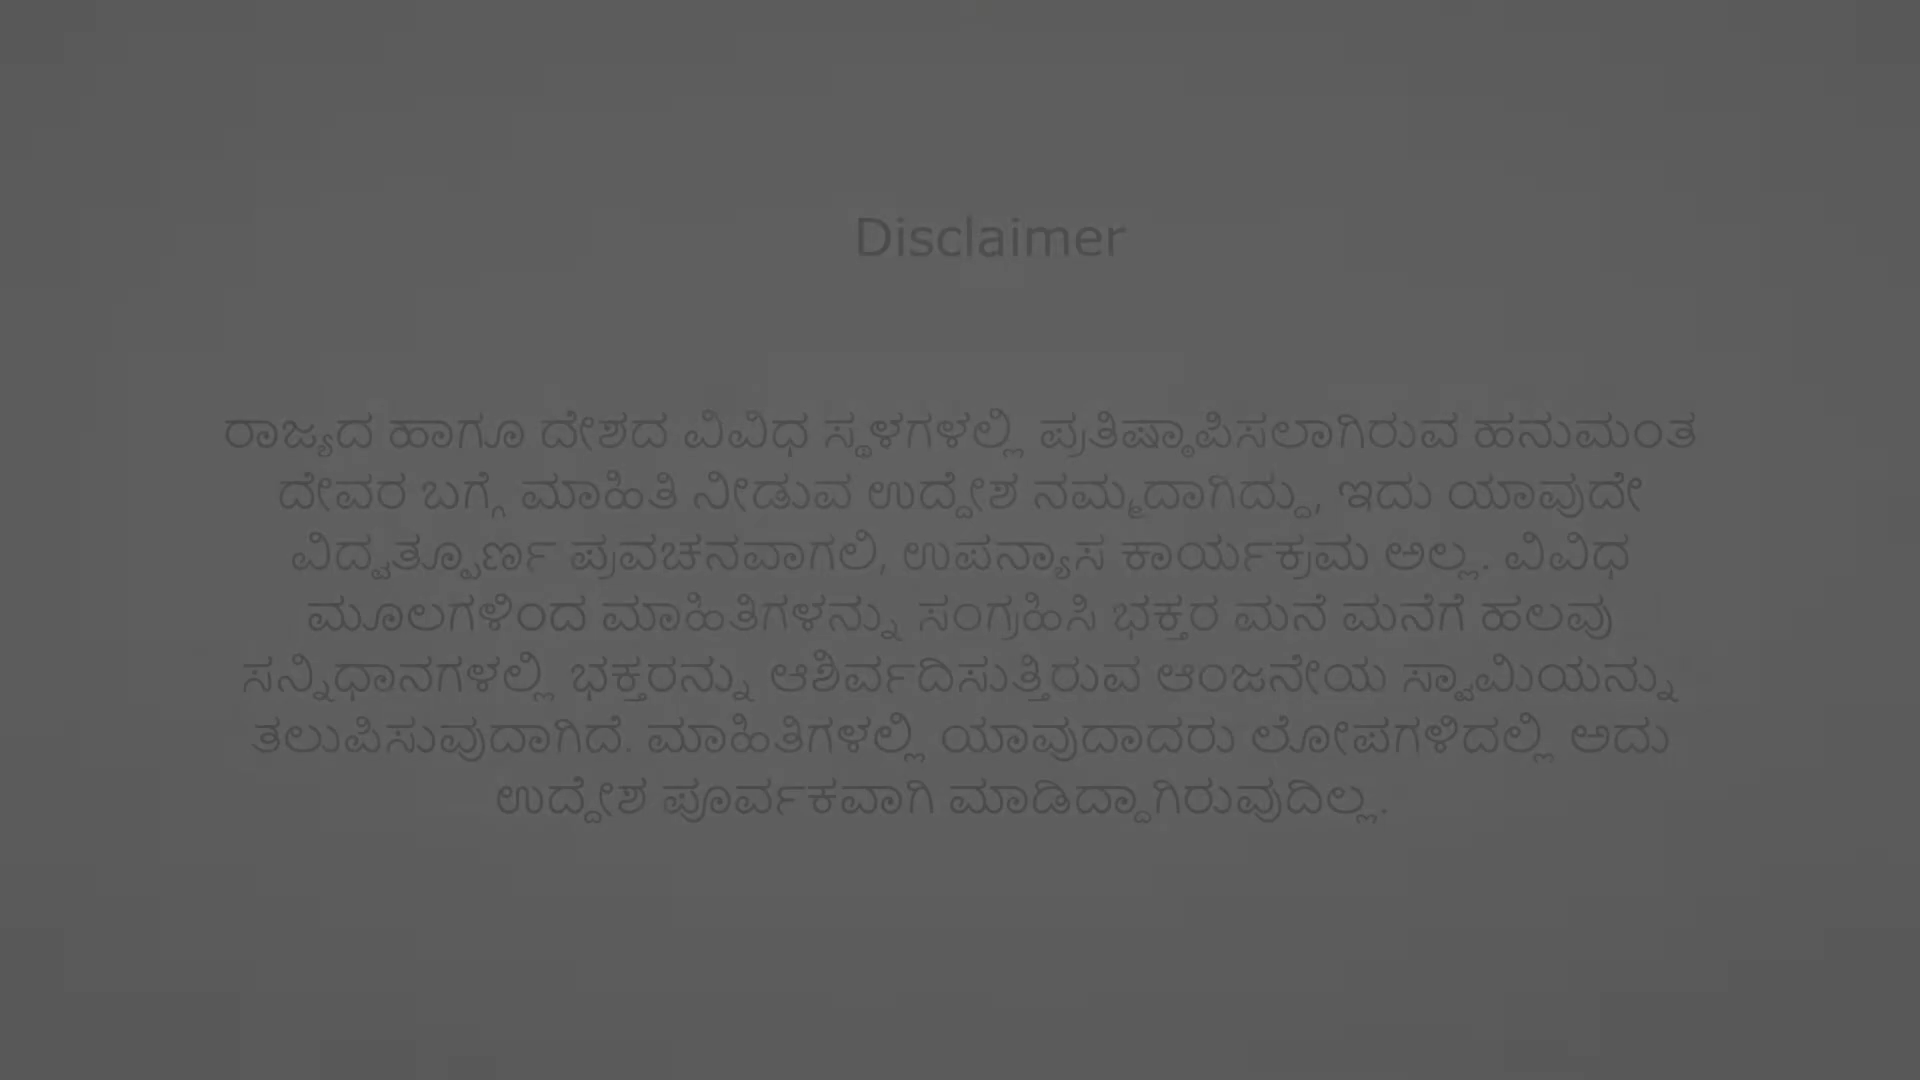 Disclaimer
ರಾಜ್ಯದ ಹಾಗೂ ದೇಶದ ವಿವಿಧ ಸ್ಥಳಗಳಲ್ಲಿ ಪ್ರತಿಷ್ಠಾಪಿಸಲಾಗಿರುವ ಹನುಮಂತ
ದೇವರ ಬಗ್ಗೆ ಮಾಹಿತಿ ನೀಡುವ ಉದ್ದೇಶ ನಮ್ಮದಾಗಿದ್ದು, ಇದು ಯಾವುದೇ
ವಿದ್ವತ್ಪೂರ್ಣ ಪ್ರವಚನವಾಗಲಿ, ಉಪನ್ಯಾಸ ಕಾರ್ಯಕ್ರಮ ಅಲ್ಲ. ವಿವಿಧ
ಮೂಲಗಳಿಂದ ಮಾಹಿತಿಗಳನ್ನು ಸಂಗ್ರಹಿಸಿ ಭಕ್ತರ ಮನೆ ಮನೆಗೆ ಹಲವು
ಸನ್ನಿಧಾನಗಳಲ್ಲಿ ಭಕ್ತರನ್ನು ಆಶಿರ್ವದಿಸುತ್ತಿರುವ ಆಂಜನೇಯ ಸ್ವಾಮಿಯನ್ನು
ತಲುಪಿಸುವುದಾಗಿದೆ. ಮಾಹಿತಿಗಳಲ್ಲಿ ಯಾವುದಾದರು ಲೋಪಗಳಿದಲ್ಲಿ ಅದು
ಉದ್ದೇಶ ಪೂರ್ವಕವಾಗಿ ಮಾಡಿದ್ದಾಗಿರುವುದಿಲ್ಲ.